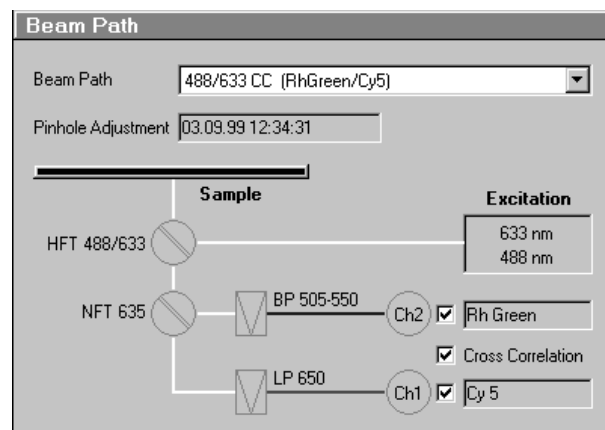 Beam Path
Beam Path 488/633 CC (RhGreen/Cy5)
Pinhole Adjustment 03.09.99 12:34:31
Sample
Excitation
HFT 488/633
633 nm
488 nm
NFT 635
BP 505-550
Ch2
Rh Green
Cross Correlation
LP 650
Ch1
Cy 5